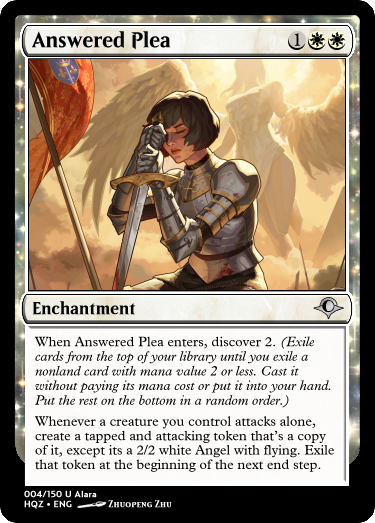 Answered Plea 1
Enchantment
When Answered Plea enters, discover 2. (Exile
cards from the top of your library until you exile a
nonland card with mana value 2 or less. Cast it
without paying its mana cost or put it into your hand.
Put the rest on the bottom in a random order.)
Whenever a creature you control attacks alone,
create a tapped and attacking token that's a copy
of it, except its a 2/2 white Angel with flying. Exile
that token at the beginning of the next end step.
004/150 U Alara
HQZ • ENG Zhuopeng Zhu